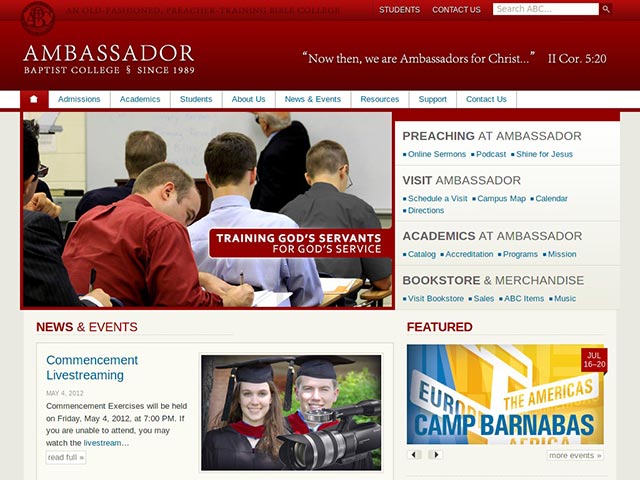 AN OLD-FASHIONED, PREACHER-TRAINING BIBLE COLLEGE
STUDENTS CONTACT US Search ABC...
AMBASSADOR
BAPTIST COLLEGE § SINCE 1989
“Now then, we are Ambassadors for Christ...” II Cor. 5:20
Admissions Academics Students About Us News & Events Resources Support Contact Us
TRAINING GOD'S SERVANTS
FOR GOD'S SERVICE
PREACHING AT AMBASSADOR
Online Sermons Podcast Shine for Jesus
VISIT AMBASSADOR
Schedule a Visit Campus Map Calendar
Directions
ACADEMICS AT AMBASSADOR
Catalog Accreditation Programs Mission
BOOKSTORE & MERCHANDISE
Visit Bookstore Sales ABC Items Music
NEWS & EVENTS
Commencement
Livestreaming
MAY 4, 2012
Commencement Exercises will be held
on Friday, May 4, 2012, at 7:00 PM. If
you are unable to attend, you may
watch the livestream…
read full »
FEATURED
JUL
16–20
EUROPE
THE AMERICAS
CAMP BARNABAS
AFRICA
more events »